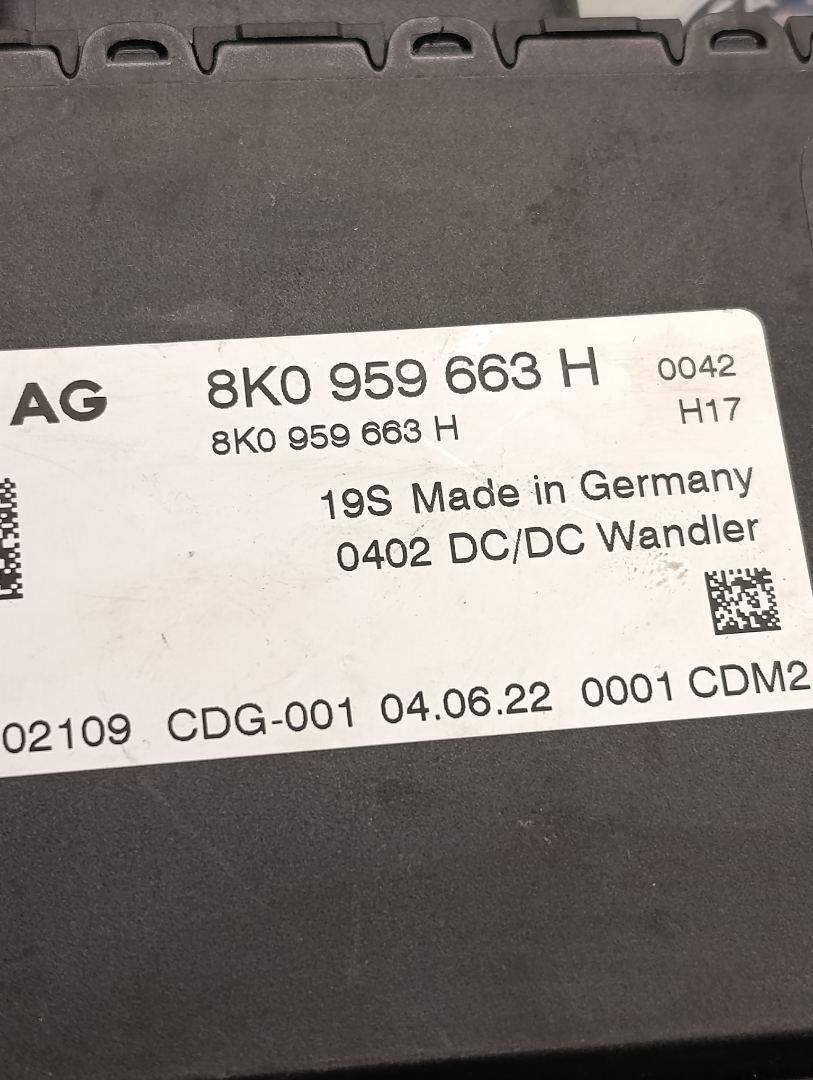 AG 8K0 959 663 H 0042
8K0 959 663 H H17
19S Made in Germany
0402 DC/DC Wandler
02109 CDG-001 04.06.22 0001 CDM2